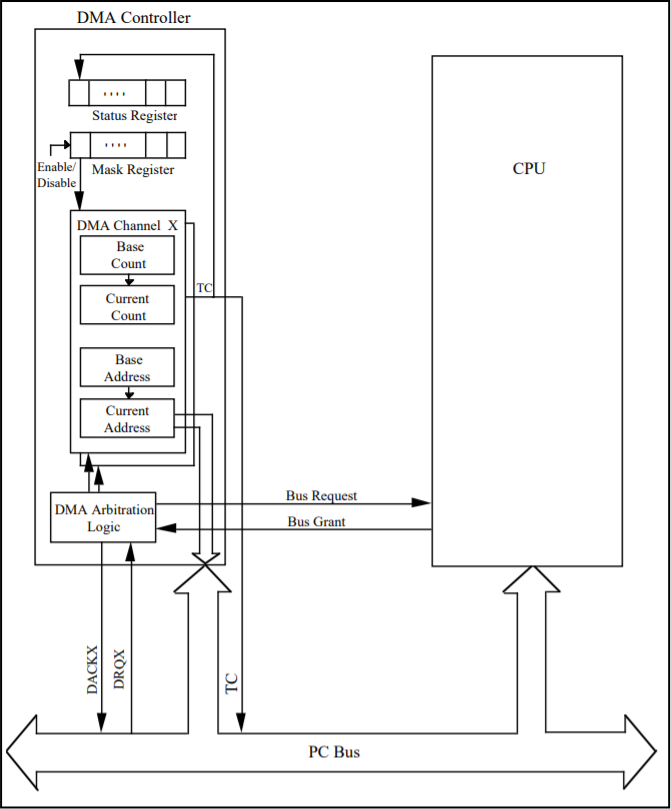 DMA Controller
....
Status Register
....
Enable/
Disable
Mask Register
CPU
DMA Channel X
Base
Count
TC
Current
Count
Base
Address
Current
Address
DMA Arbitration
Logic
Bus Request
Bus Grant
DACKX
DRQX
TC
PC Bus